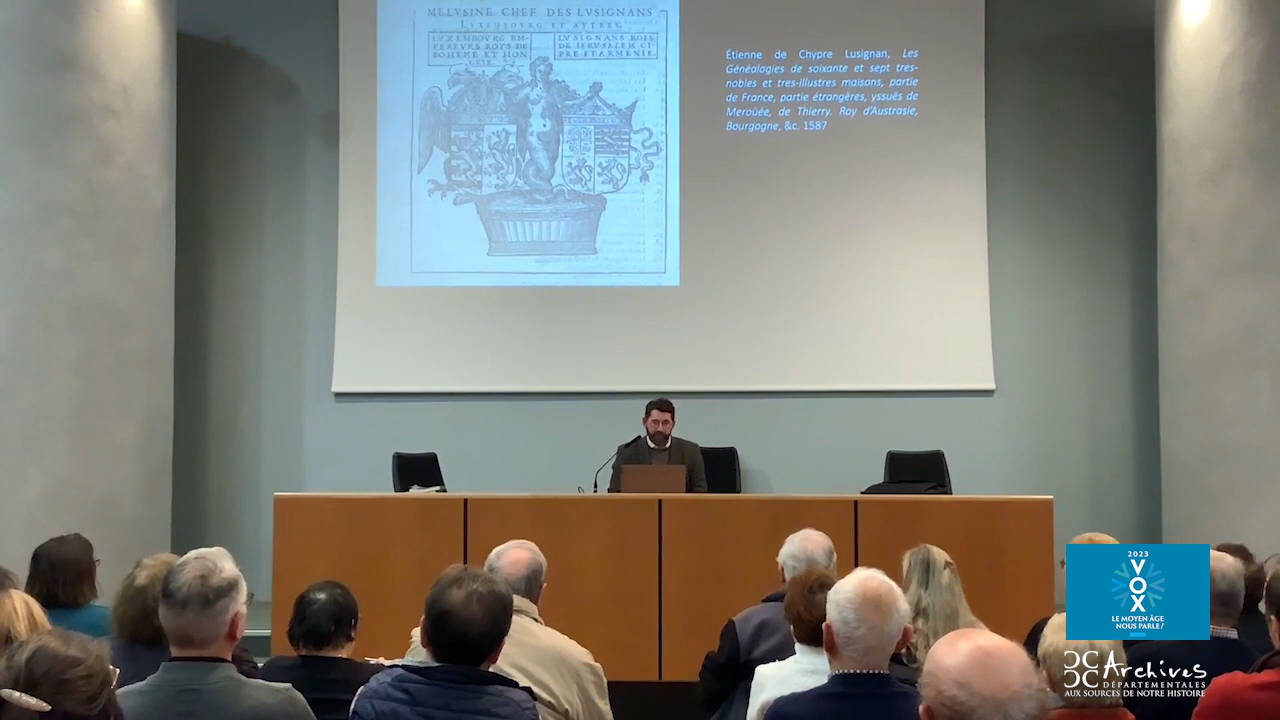 MELVSINE CHEF DES LVSIGNANS
LVXEMBOVRG ET AVTRES.
LVXEMBOVRG EM-
PEREVRS ROYS DE
BOHEME ET HON-
GRIE.
LVSIGNANS ROIS
DE IERVSALEM CI-
PRE ET ARMENIE.
Étienne de Chypre Lusignan, Les
Généalogies de soixante et sept tres-
nobles et tres-illustres maisons, partie
de France, partie étrangères, yssuës de
Meroüée, de Thierry. Roy d'Austrasie,
Bourgogne, &c. 1587
2023
VOX
LE MOYEN ÂGE
NOUS PARLE !
Archives
DÉPARTEMENTALES
AUX SOURCES DE NOTRE HISTOIRE